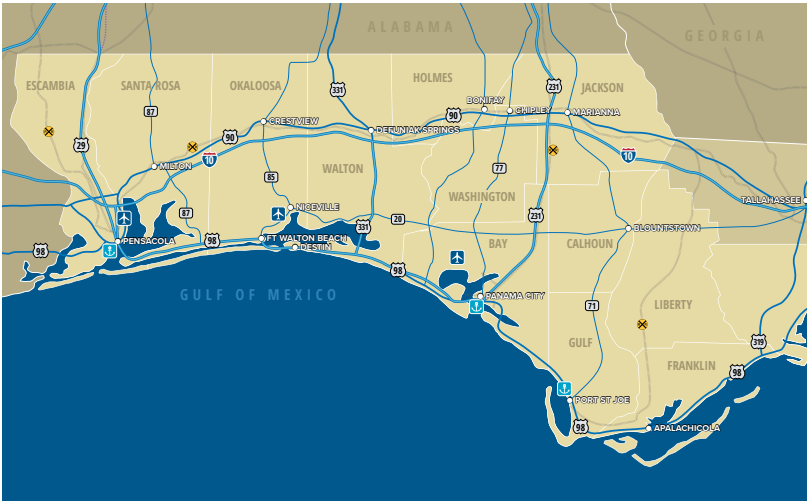 ALABAMA
GEORGIA
ESCAMBIA
SANTA ROSA
OKALOOSA
HOLMES
JACKSON
331
231
BONIFAY
CHIPLEY
MARIANNA
87
90
CRESTVIEW
DEFUNIAK SPRINGS
90
29
10
10
MILTON
WALTON
77
85
WASHINGTON
TALLAHASSEE
NICEVILLE
87
20
231
331
BLOUNTSTOWN
PENSACOLA
98
FT WALTON BEACH
DESTIN
BAY
CALHOUN
98
98
GULF OF MEXICO
PANAMA CITY
71
LIBERTY
GULF
319
FRANKLIN
98
PORT ST JOE
98
APALACHICOLA